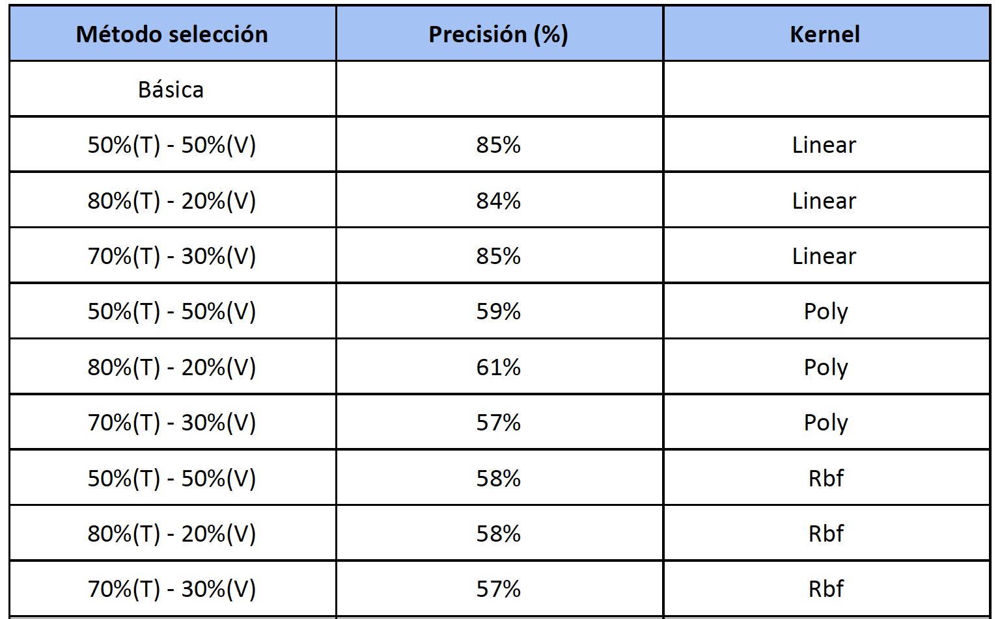 Método selección Precisión (%) Kernel
Básica
50%(T) - 50%(V) 85% Linear
80%(T) - 20%(V) 84% Linear
70%(T) - 30%(V) 85% Linear
50%(T) - 50%(V) 59% Poly
80%(T) - 20%(V) 61% Poly
70%(T) - 30%(V) 57% Poly
50%(T) - 50%(V) 58% Rbf
80%(T) - 20%(V) 58% Rbf
70%(T) - 30%(V) 57% Rbf